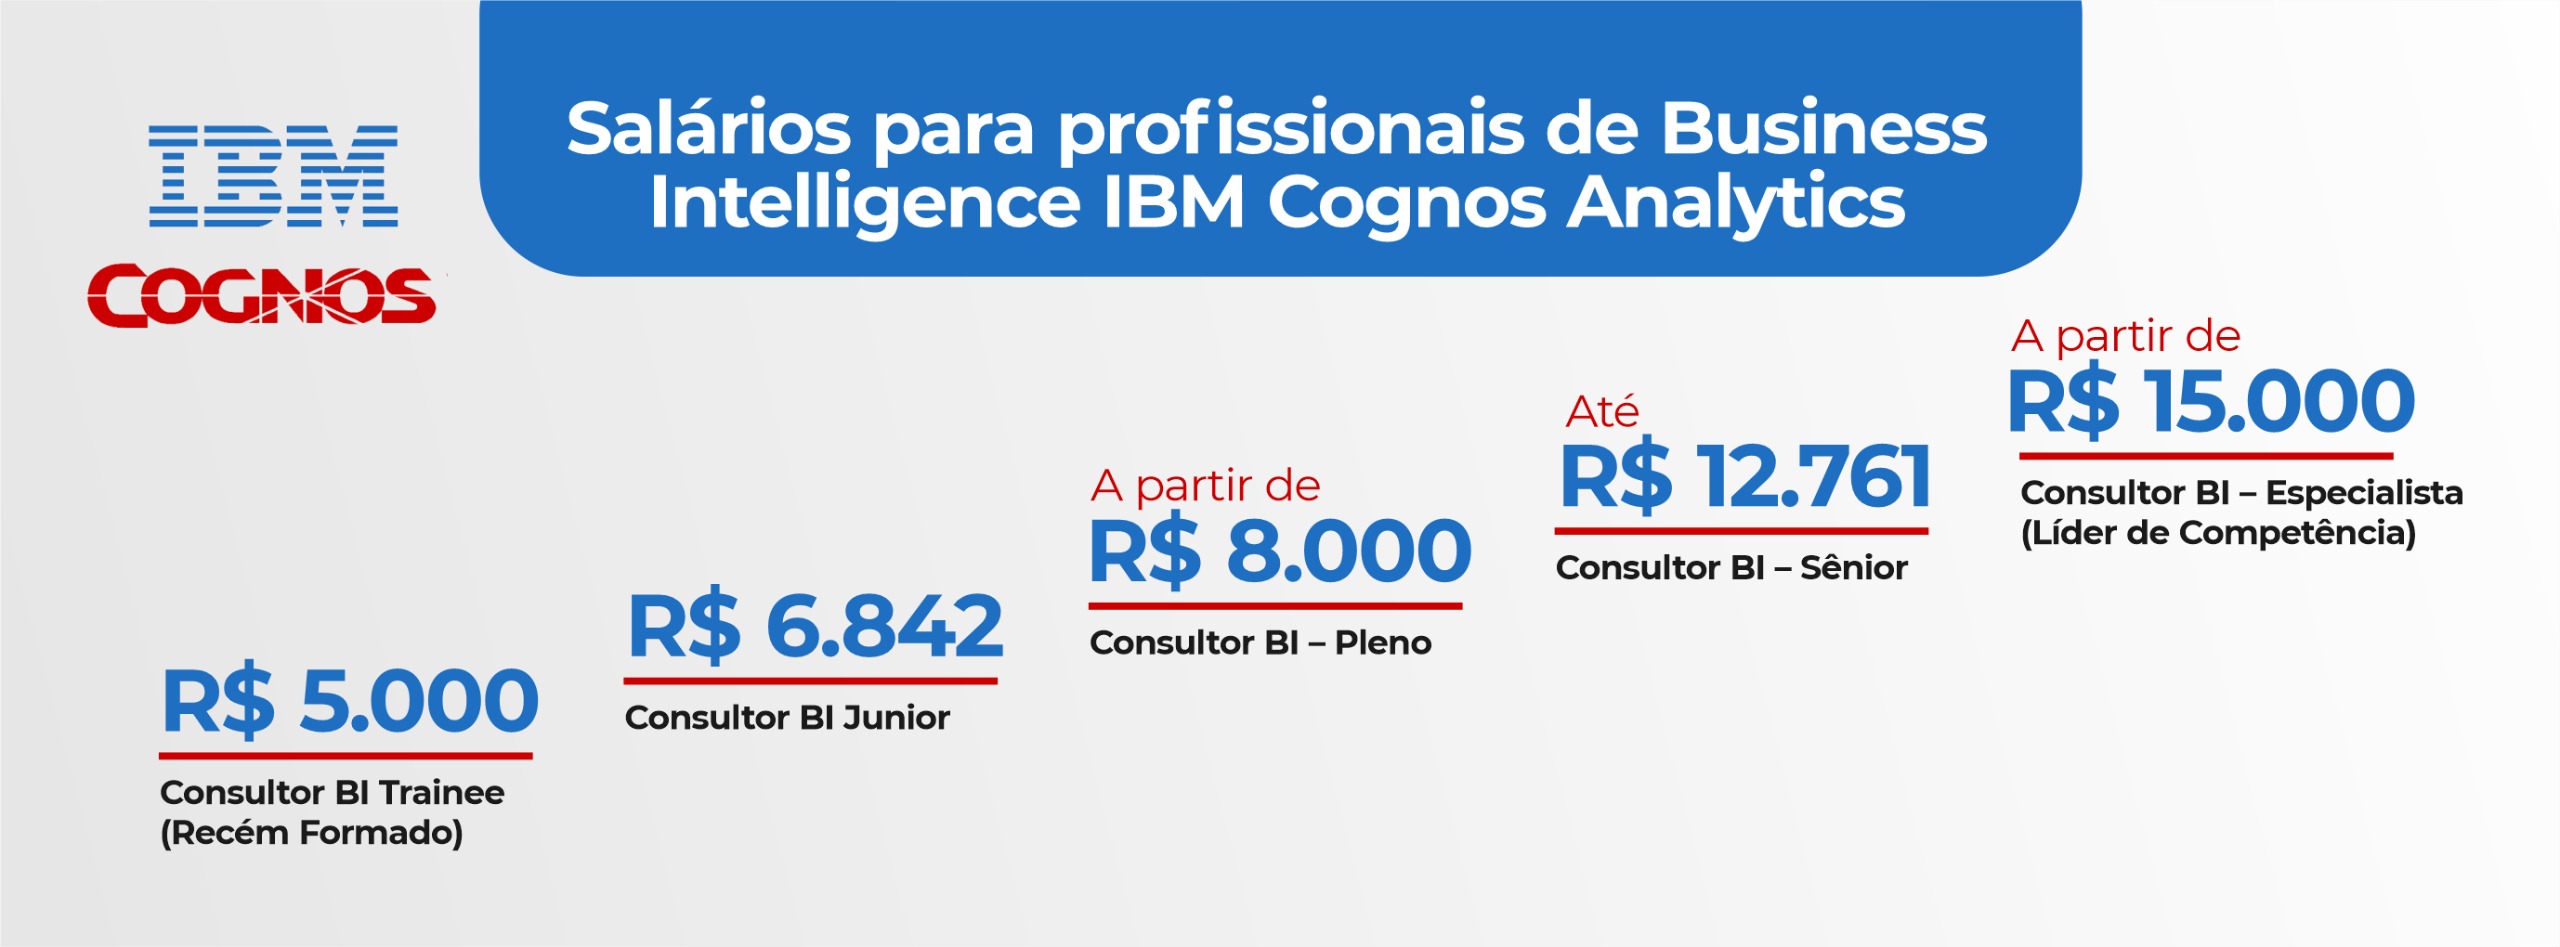 IBM
COGNOS
Salários para profissionais de Business
Intelligence IBM Cognos Analytics
R$ 5.000
Consultor BI Trainee
(Recém Formado)
R$ 6.842
Consultor BI Junior
A partir de
R$ 8.000
Consultor BI – Pleno
Até
R$ 12.761
Consultor BI – Sênior
A partir de
R$ 15.000
Consultor BI – Especialista
(Líder de Competência)